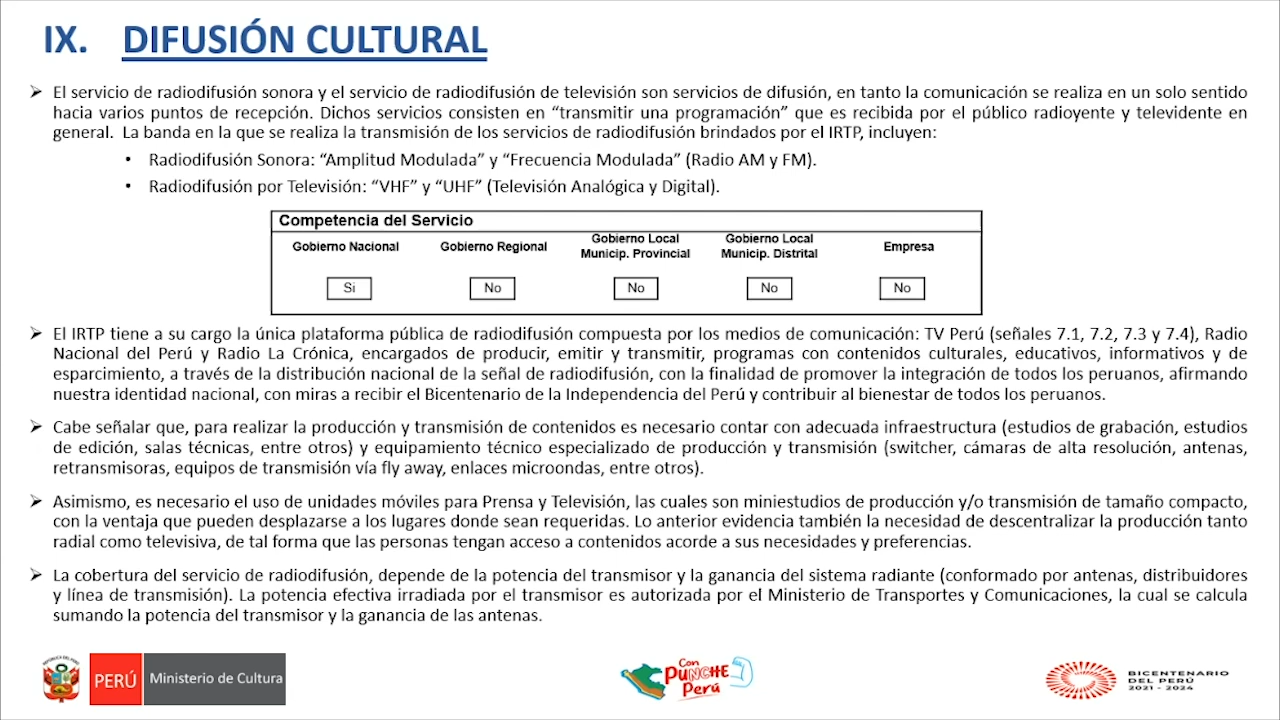 IX. DIFUSIÓN CULTURAL
➢ El servicio de radiodifusión sonora y el servicio de radiodifusión de televisión son servicios de difusión, en tanto la comunicación se realiza en un solo sentido
hacia varios puntos de recepción. Dichos servicios consisten en “transmitir una programación” que es recibida por el público radioyente y televidente en
general. La banda en la que se realiza la transmisión de los servicios de radiodifusión brindados por el IRTP, incluyen:
• Radiodifusión Sonora: “Amplitud Modulada” y “Frecuencia Modulada” (Radio AM y FM).
• Radiodifusión por Televisión: “VHF” y “UHF” (Televisión Analógica y Digital).
Competencia del Servicio
Gobierno Nacional Gobierno Regional Gobierno Local Municip. Provincial Gobierno Local Municip. Distrital Empresa
Si No No No No
➢ El IRTP tiene a su cargo la única plataforma pública de radiodifusión compuesta por los medios de comunicación: TV Perú (señales 7.1, 7.2, 7.3 y 7.4), Radio
Nacional del Perú y Radio La Crónica, encargados de producir, emitir y transmitir, programas con contenidos culturales, educativos, informativos y de
esparcimiento, a través de la distribución nacional de la señal de radiodifusión, con la finalidad de promover la integración de todos los peruanos, afirmando
nuestra identidad nacional, con miras a recibir el Bicentenario de la Independencia del Perú y contribuir al bienestar de todos los peruanos.
➢ Cabe señalar que, para realizar la producción y transmisión de contenidos es necesario contar con adecuada infraestructura (estudios de grabación, estudios
de edición, salas técnicas, entre otros) y equipamiento técnico especializado de producción y transmisión (switcher, cámaras de alta resolución, antenas,
retransmisoras, equipos de transmisión vía fly away, enlaces microondas, entre otros).
➢ Asimismo, es necesario el uso de unidades móviles para Prensa y Televisión, las cuales son miniestudios de producción y/o transmisión de tamaño compacto,
con la ventaja que pueden desplazarse a los lugares donde sean requeridas. Lo anterior evidencia también la necesidad de descentralizar la producción tanto
radial como televisiva, de tal forma que las personas tengan acceso a contenidos acorde a sus necesidades y preferencias.
➢ La cobertura del servicio de radiodifusión, depende de la potencia del transmisor y la ganancia del sistema radiante (conformado por antenas, distribuidores
y línea de transmisión). La potencia efectiva irradiada por el transmisor es autorizada por el Ministerio de Transportes y Comunicaciones, la cual se calcula
sumando la potencia del transmisor y la ganancia de las antenas.
PERÚ Ministerio de Cultura
Con
PUNCHE
Perú
BICENTENARIO
DEL PERÚ
2021 - 2024